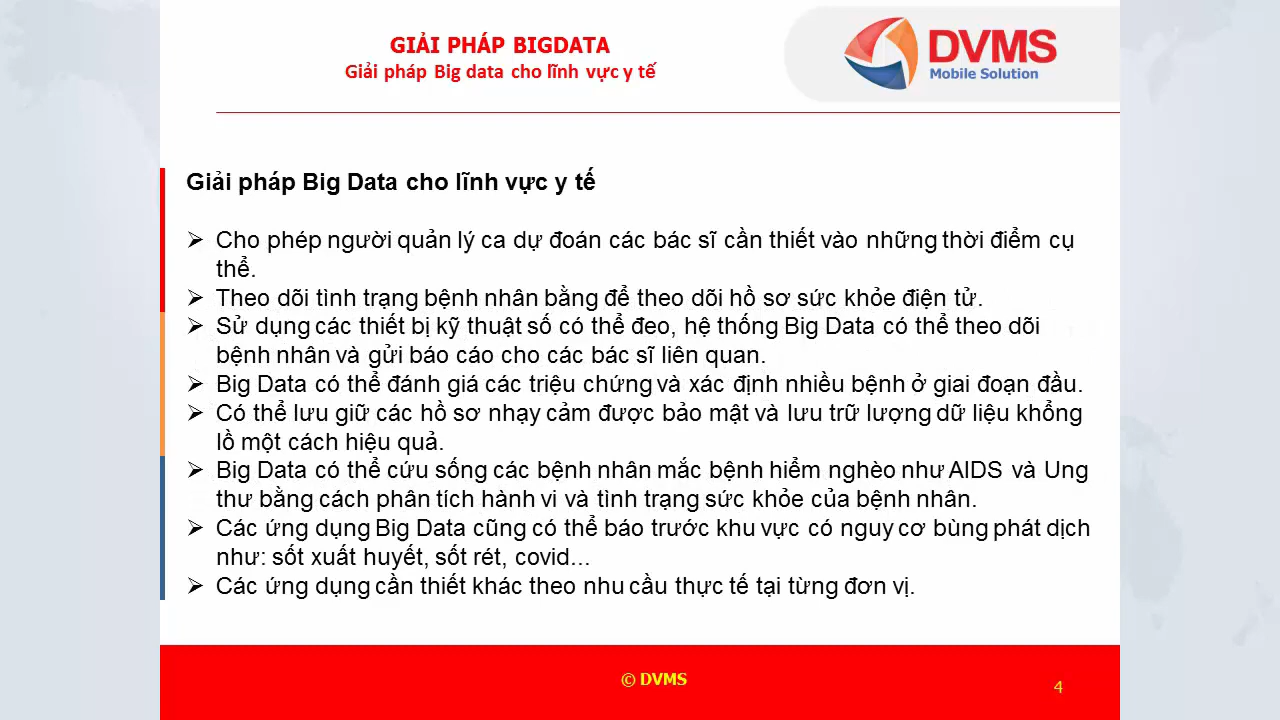 GIẢI PHÁP BIGDATA
Giải pháp Big data cho lĩnh vực y tế
DVMS
Mobile Solution
Giải pháp Big Data cho lĩnh vực y tế
➢ Cho phép người quản lý ca dự đoán các bác sĩ cần thiết vào những thời điểm cụ
thể.
➢ Theo dõi tình trạng bệnh nhân bằng để theo dõi hồ sơ sức khỏe điện tử.
➢ Sử dụng các thiết bị kỹ thuật số có thể đeo, hệ thống Big Data có thể theo dõi
bệnh nhân và gửi báo cáo cho các bác sĩ liên quan.
➢ Big Data có thể đánh giá các triệu chứng và xác định nhiều bệnh ở giai đoạn đầu.
➢ Có thể lưu giữ các hồ sơ nhạy cảm được bảo mật và lưu trữ lượng dữ liệu khổng
lồ một cách hiệu quả.
➢ Big Data có thể cứu sống các bệnh nhân mắc bệnh hiểm nghèo như AIDS và Ung
thư bằng cách phân tích hành vi và tình trạng sức khỏe của bệnh nhân.
➢ Các ứng dụng Big Data cũng có thể báo trước khu vực có nguy cơ bùng phát dịch
như: sốt xuất huyết, sốt rét, covid...
➢ Các ứng dụng cần thiết khác theo nhu cầu thực tế tại từng đơn vị.
© DVMS
4